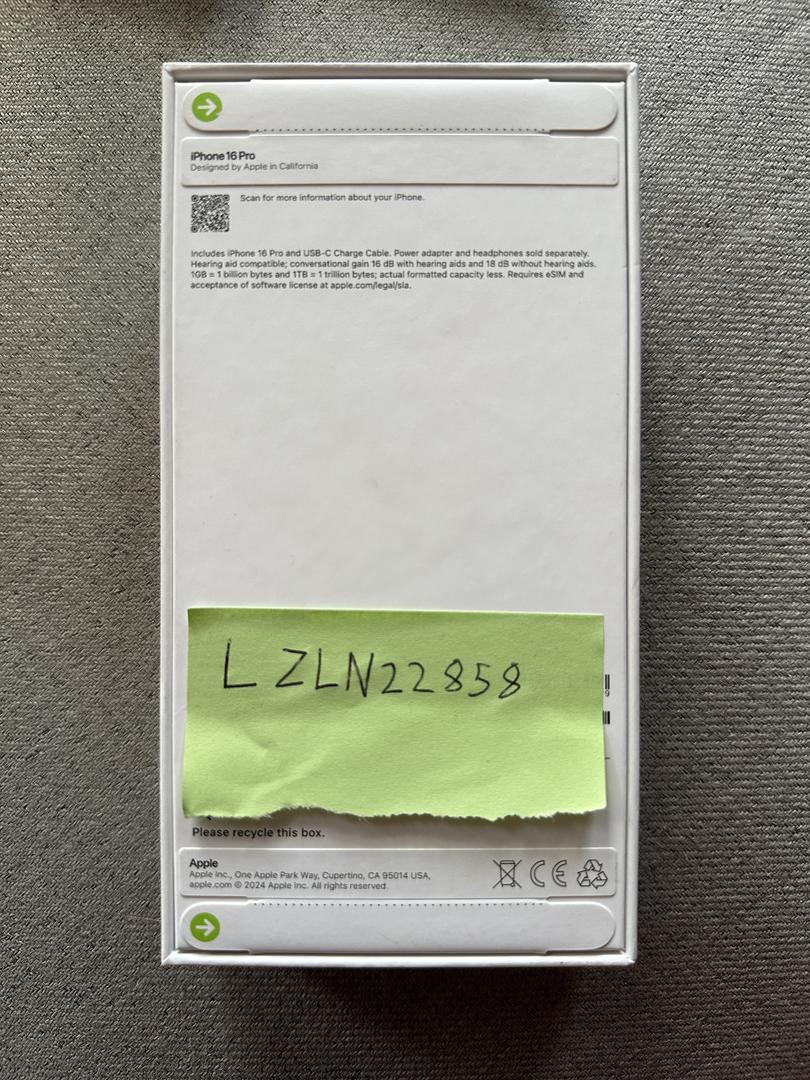 iPhone 16 Pro
Designed by Apple in California
Scan for more information about your iPhone.
Includes iPhone 16 Pro and USB-C Charge Cable. Power adapter and headphones sold separately.
Hearing aid compatible; conversational gain 16 dB with hearing aids and 18 dB without hearing aids.
1GB = 1 billion bytes and 1TB = 1 trillion bytes; actual formatted capacity less. Requires eSIM and
acceptance of software license at apple.com/legal/sla.
LZLN22858
9
Please recycle this box.
Apple
Apple Inc., One Apple Park Way, Cupertino, CA 95014 USA,
apple.com © 2024 Apple Inc. All rights reserved.
CE